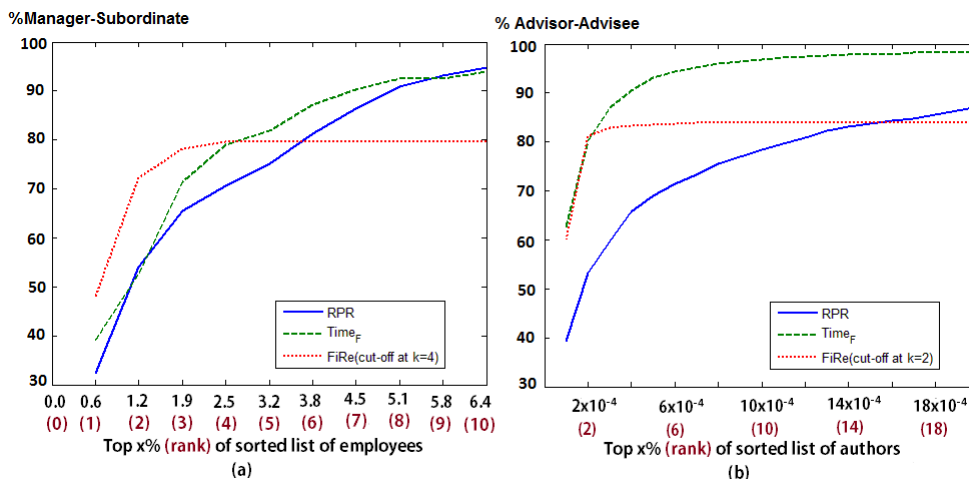 %Manager-Subordinate
100
90
80
70
60
50
40
30
RPR
TimeF
FiRe(cut-off at k=4)
0.0 0.6 1.2 1.9 2.5 3.2 3.8 4.5 5.1 5.8 6.4
(0) (1) (2) (3) (4) (5) (6) (7) (8) (9) (10)
Top x% (rank) of sorted list of employees
(a)
% Advisor-Advisee
100
90
80
70
60
50
40
30
RPR
TimeF
FiRe(cut-off at k=2)
2x10-4 6x10-4 10x10-4 14x10-4 18x10-4
(2) (6) (10) (14) (18)
Top x% (rank) of sorted list of authors
(b)